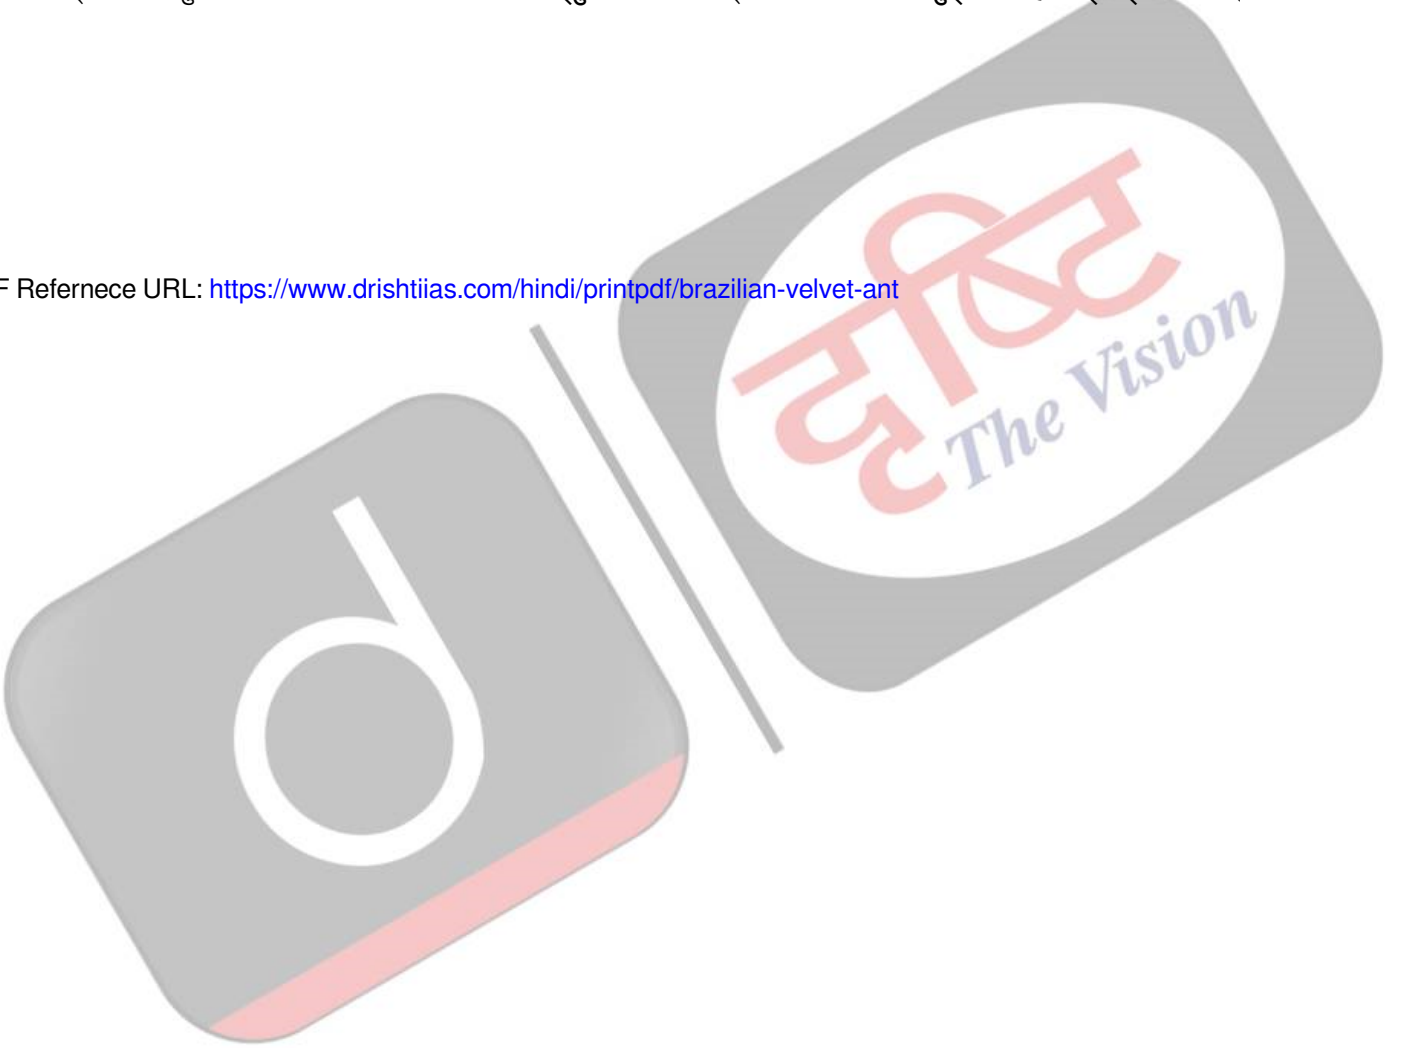 F Refernece URL: https://www.drishtiias.com/hindi/printpdf/brazilian-velvet-ant
दृष्टि
The Vision
d